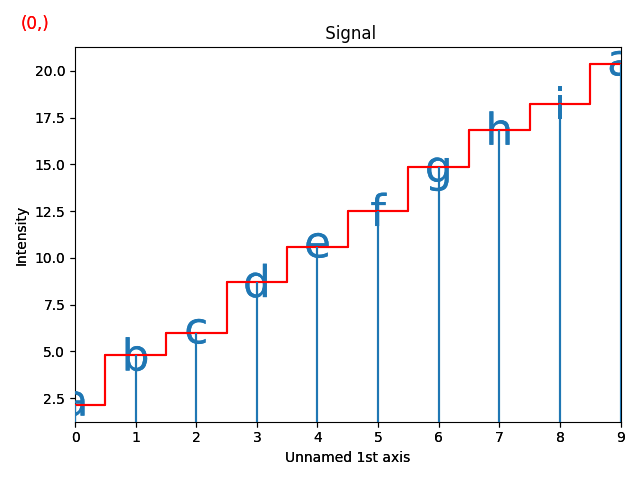 (0,)
Signal
20.0
17.5
15.0
12.5
10.0
7.5
5.0
2.5
Intensity
a
b
c
d
e
f
g
h
i
a
0 1 2 3 4 5 6 7 8 9
Unnamed 1st axis